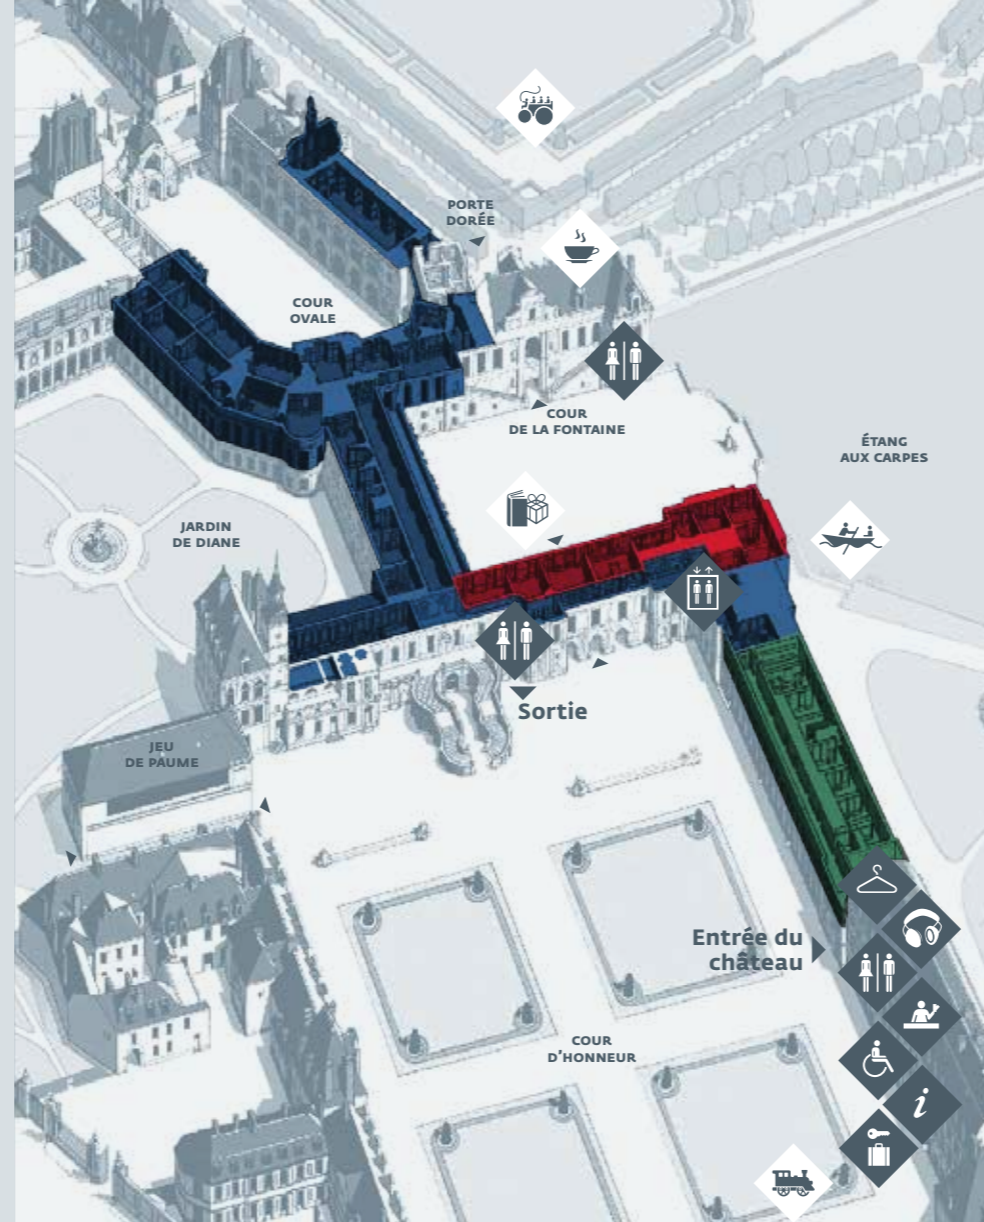 PORTE
DORÉE
COUR
OVALE
COUR
DE LA FONTAINE
ÉTANG
AUX CARPES
JARDIN
DE DIANE
Sortie
JEU
DE PAUME
Entrée du
château
COUR
D'HONNEUR
i